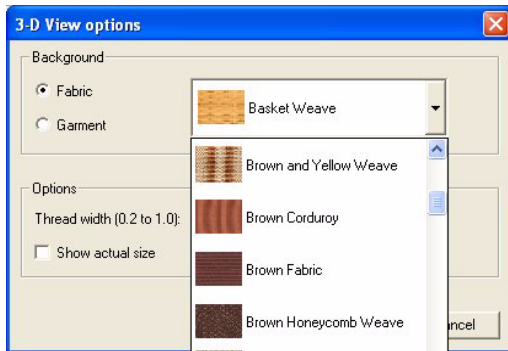 3-D View options
Background
Fabric
Garment
Basket Weave
Brown and Yellow Weave
Brown Corduroy
Brown Fabric
Brown Honeycomb Weave
Options
Thread width (0.2 to 1.0):
Show actual size
ncel